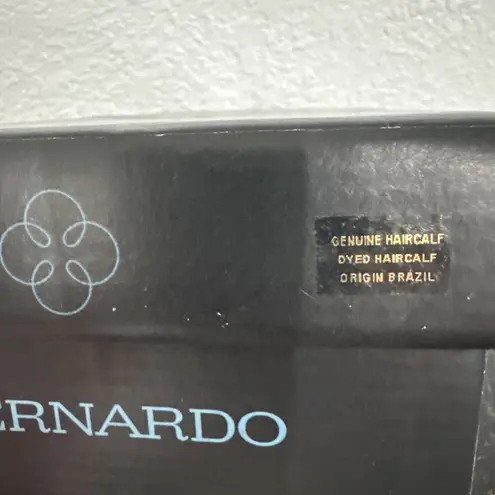 GENUINE HAIRCALF
DYED HAIRCALF
ORIGIN BRAZIL
ERNARDO